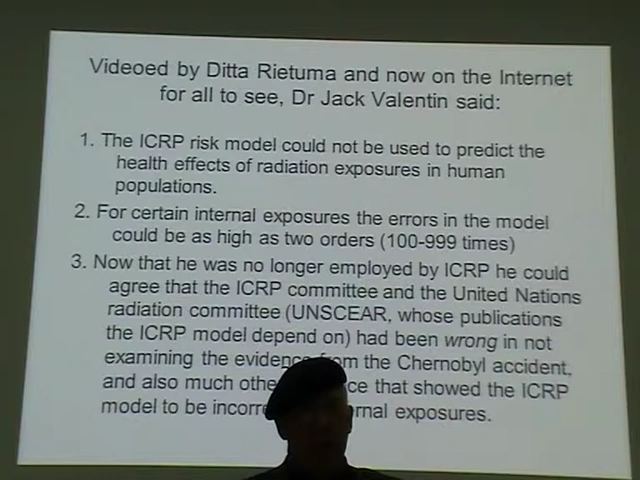 Videoed by Ditta Rietuma and now on the Internet
for all to see, Dr Jack Valentin said:
1. The ICRP risk model could not be used to predict the
health effects of radiation exposures in human
populations.
2. For certain internal exposures the errors in the model
could be as high as two orders (100-999 times)
3. Now that he was no longer employed by ICRP he could
agree that the ICRP committee and the United Nations
radiation committee (UNSCEAR, whose publications
the ICRP model depend on) had been wrong in not
examining the evidence from the Chernobyl accident,
and also much that showed the ICRP
model to be exposures.